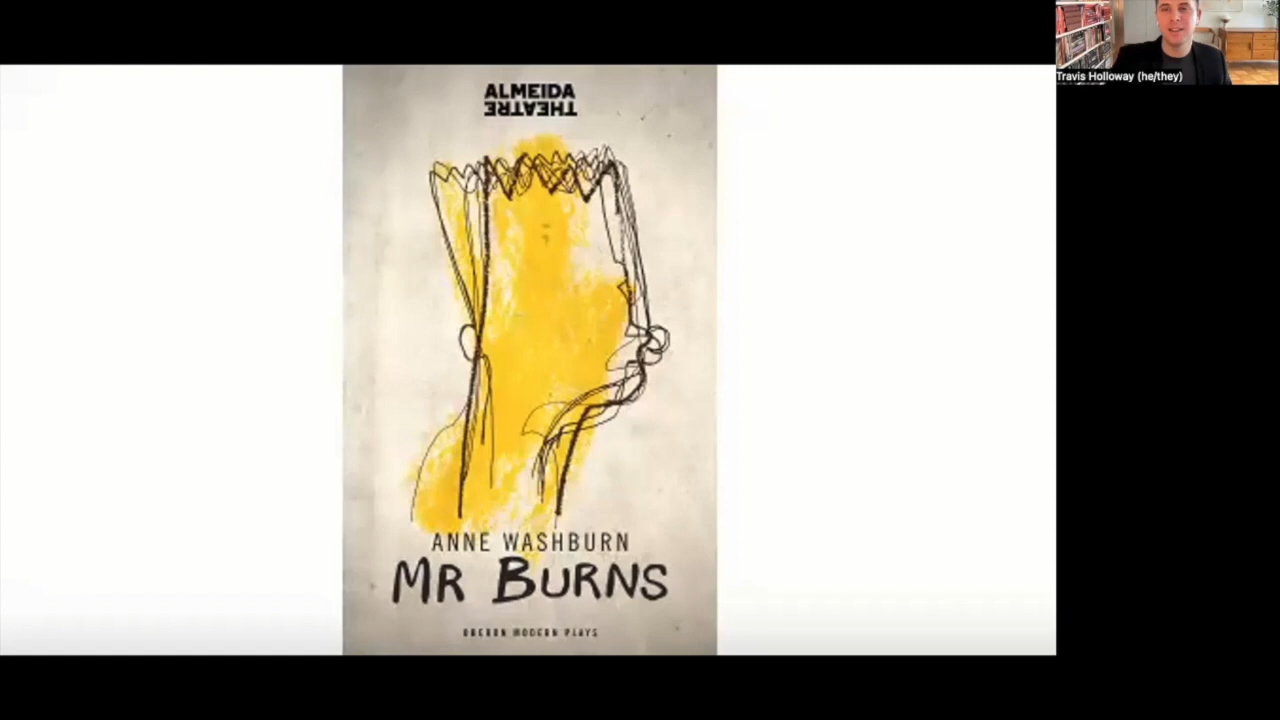 ALMEIDA
THEATRE
Travis Holloway (he/they)
ANNE WASHBURN
MR BURNS
OBERON MODERN PLAYS